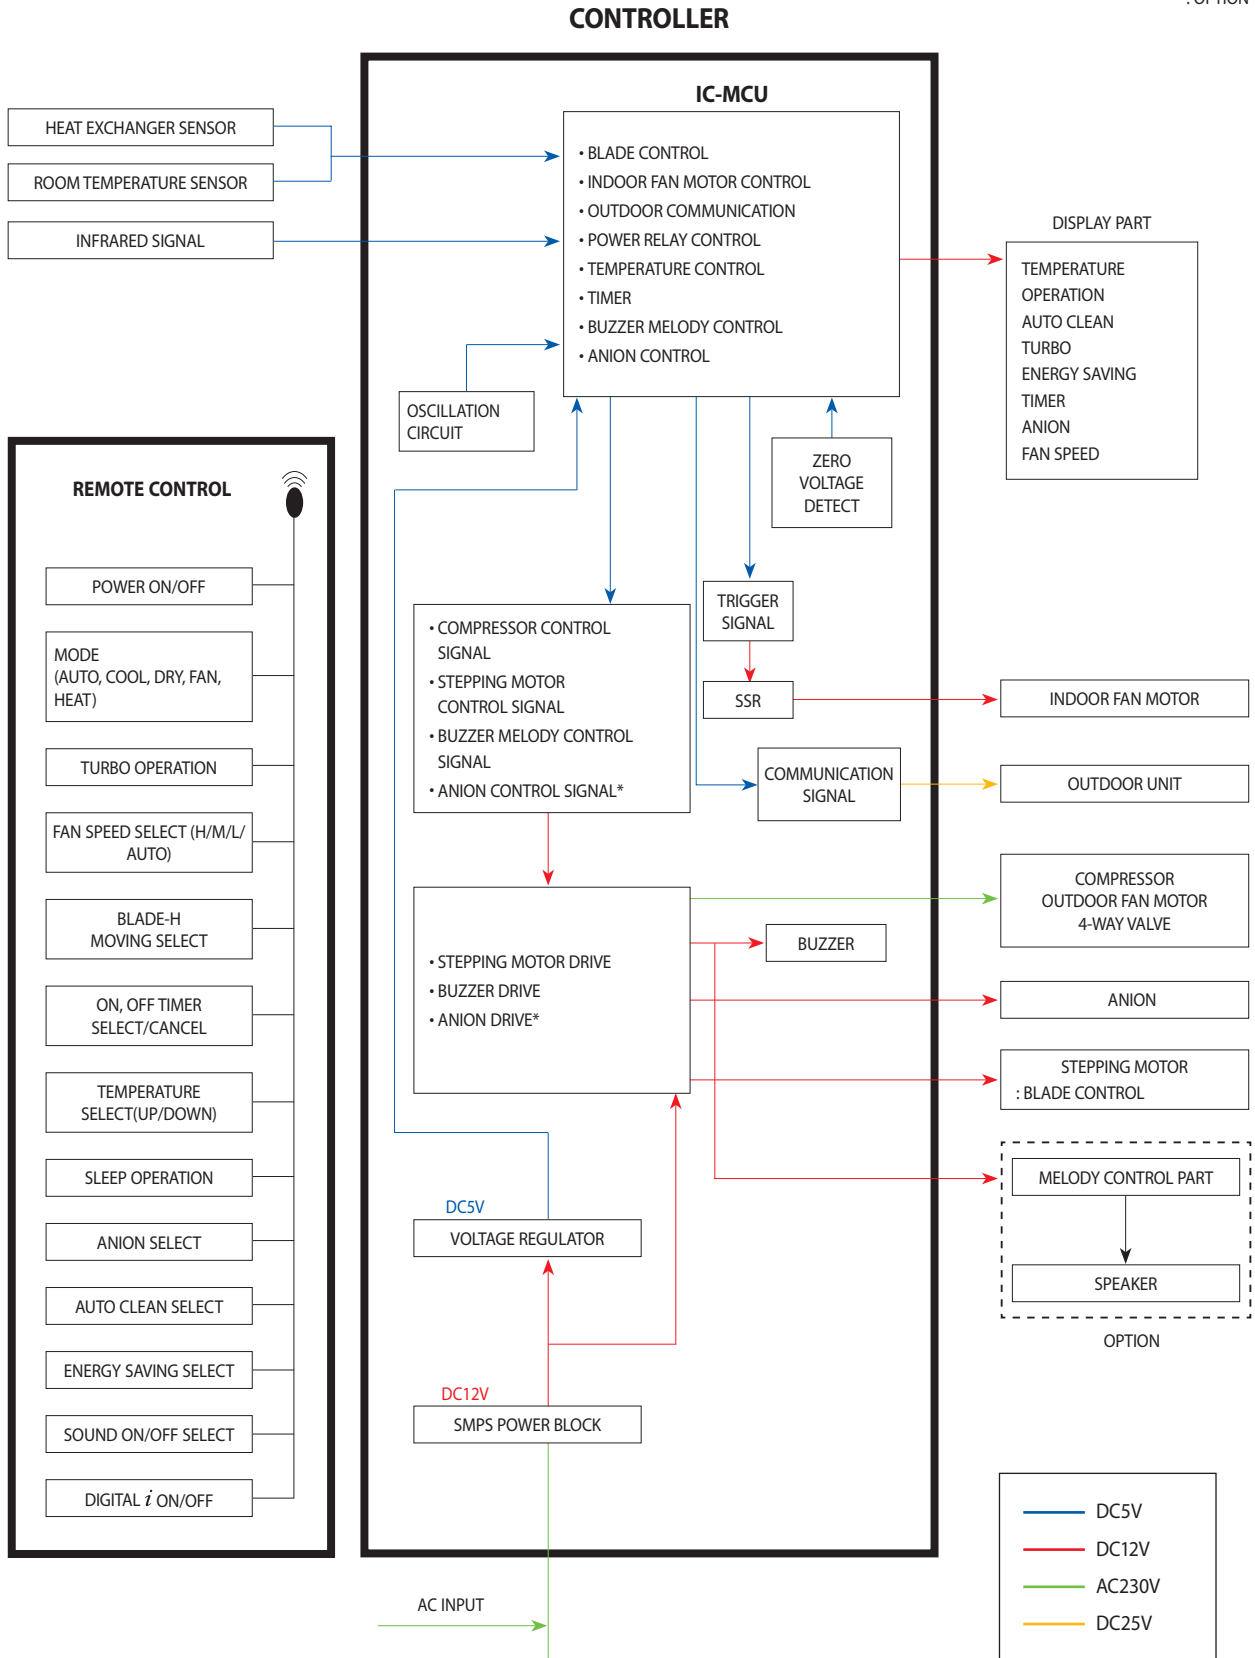 : OPTION
CONTROLLER
IC-MCU
HEAT EXCHANGER SENSOR
ROOM TEMPERATURE SENSOR
INFRARED SIGNAL
• BLADE CONTROL
• INDOOR FAN MOTOR CONTROL
• OUTDOOR COMMUNICATION
• POWER RELAY CONTROL
• TEMPERATURE CONTROL
• TIMER
• BUZZER MELODY CONTROL
• ANION CONTROL
DISPLAY PART
TEMPERATURE
OPERATION
AUTO CLEAN
TURBO
ENERGY SAVING
TIMER
ANION
FAN SPEED
OSCILLATION
CIRCUIT
ZERO
VOLTAGE
DETECT
REMOTE CONTROL
POWER ON/OFF
MODE
(AUTO, COOL, DRY, FAN,
HEAT)
TURBO OPERATION
FAN SPEED SELECT (H/M/L/
AUTO)
BLADE-H
MOVING SELECT
ON, OFF TIMER
SELECT/CANCEL
TEMPERATURE
SELECT(UP/DOWN)
SLEEP OPERATION
ANION SELECT
AUTO CLEAN SELECT
ENERGY SAVING SELECT
SOUND ON/OFF SELECT
DIGITAL i ON/OFF
• COMPRESSOR CONTROL
SIGNAL
• STEPPING MOTOR
CONTROL SIGNAL
• BUZZER MELODY CONTROL
SIGNAL
• ANION CONTROL SIGNAL*
TRIGGER
SIGNAL
SSR
INDOOR FAN MOTOR
COMMUNICATION
SIGNAL
OUTDOOR UNIT
• STEPPING MOTOR DRIVE
• BUZZER DRIVE
• ANION DRIVE*
COMPRESSOR
OUTDOOR FAN MOTOR
4-WAY VALVE
BUZZER
ANION
STEPPING MOTOR
: BLADE CONTROL
MELODY CONTROL PART
SPEAKER
OPTION
DC5V
VOLTAGE REGULATOR
DC12V
SMPS POWER BLOCK
AC INPUT
DC5V
DC12V
AC230V
DC25V